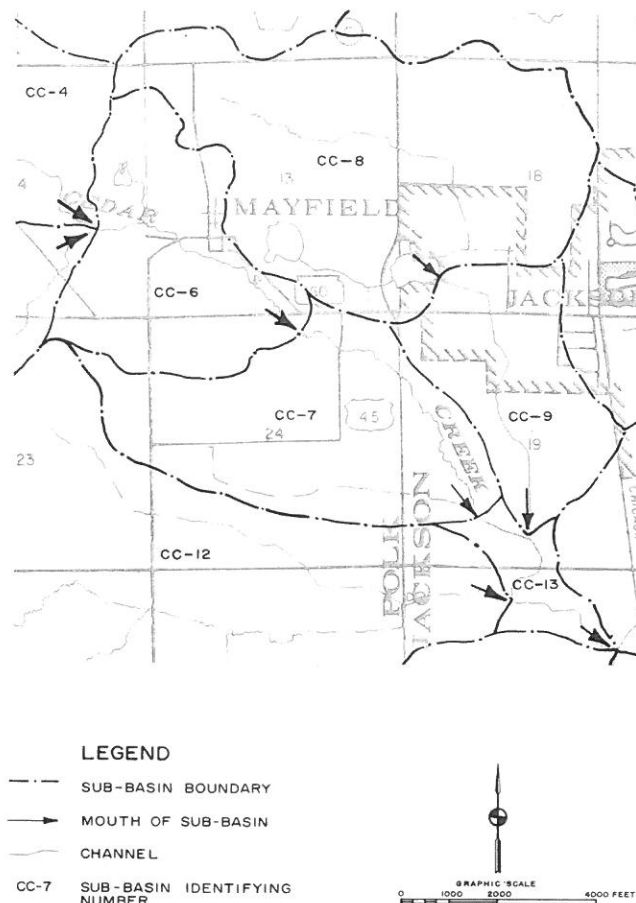 CC-4
CC-8
4
13
18
CEDAR
MAYFIELD
JACKSON
CC-6
60
CC-7
45
CC-9
CREEK
24
19
23
POLK
JACKSON
CC-12
CC-13
LEGEND
SUB-BASIN BOUNDARY
MOUTH OF SUB-BASIN
CHANNEL
CC-7 SUB-BASIN IDENTIFYING
NUMBER
GRAPHIC SCALE
0 1000 2000 4000 FEET